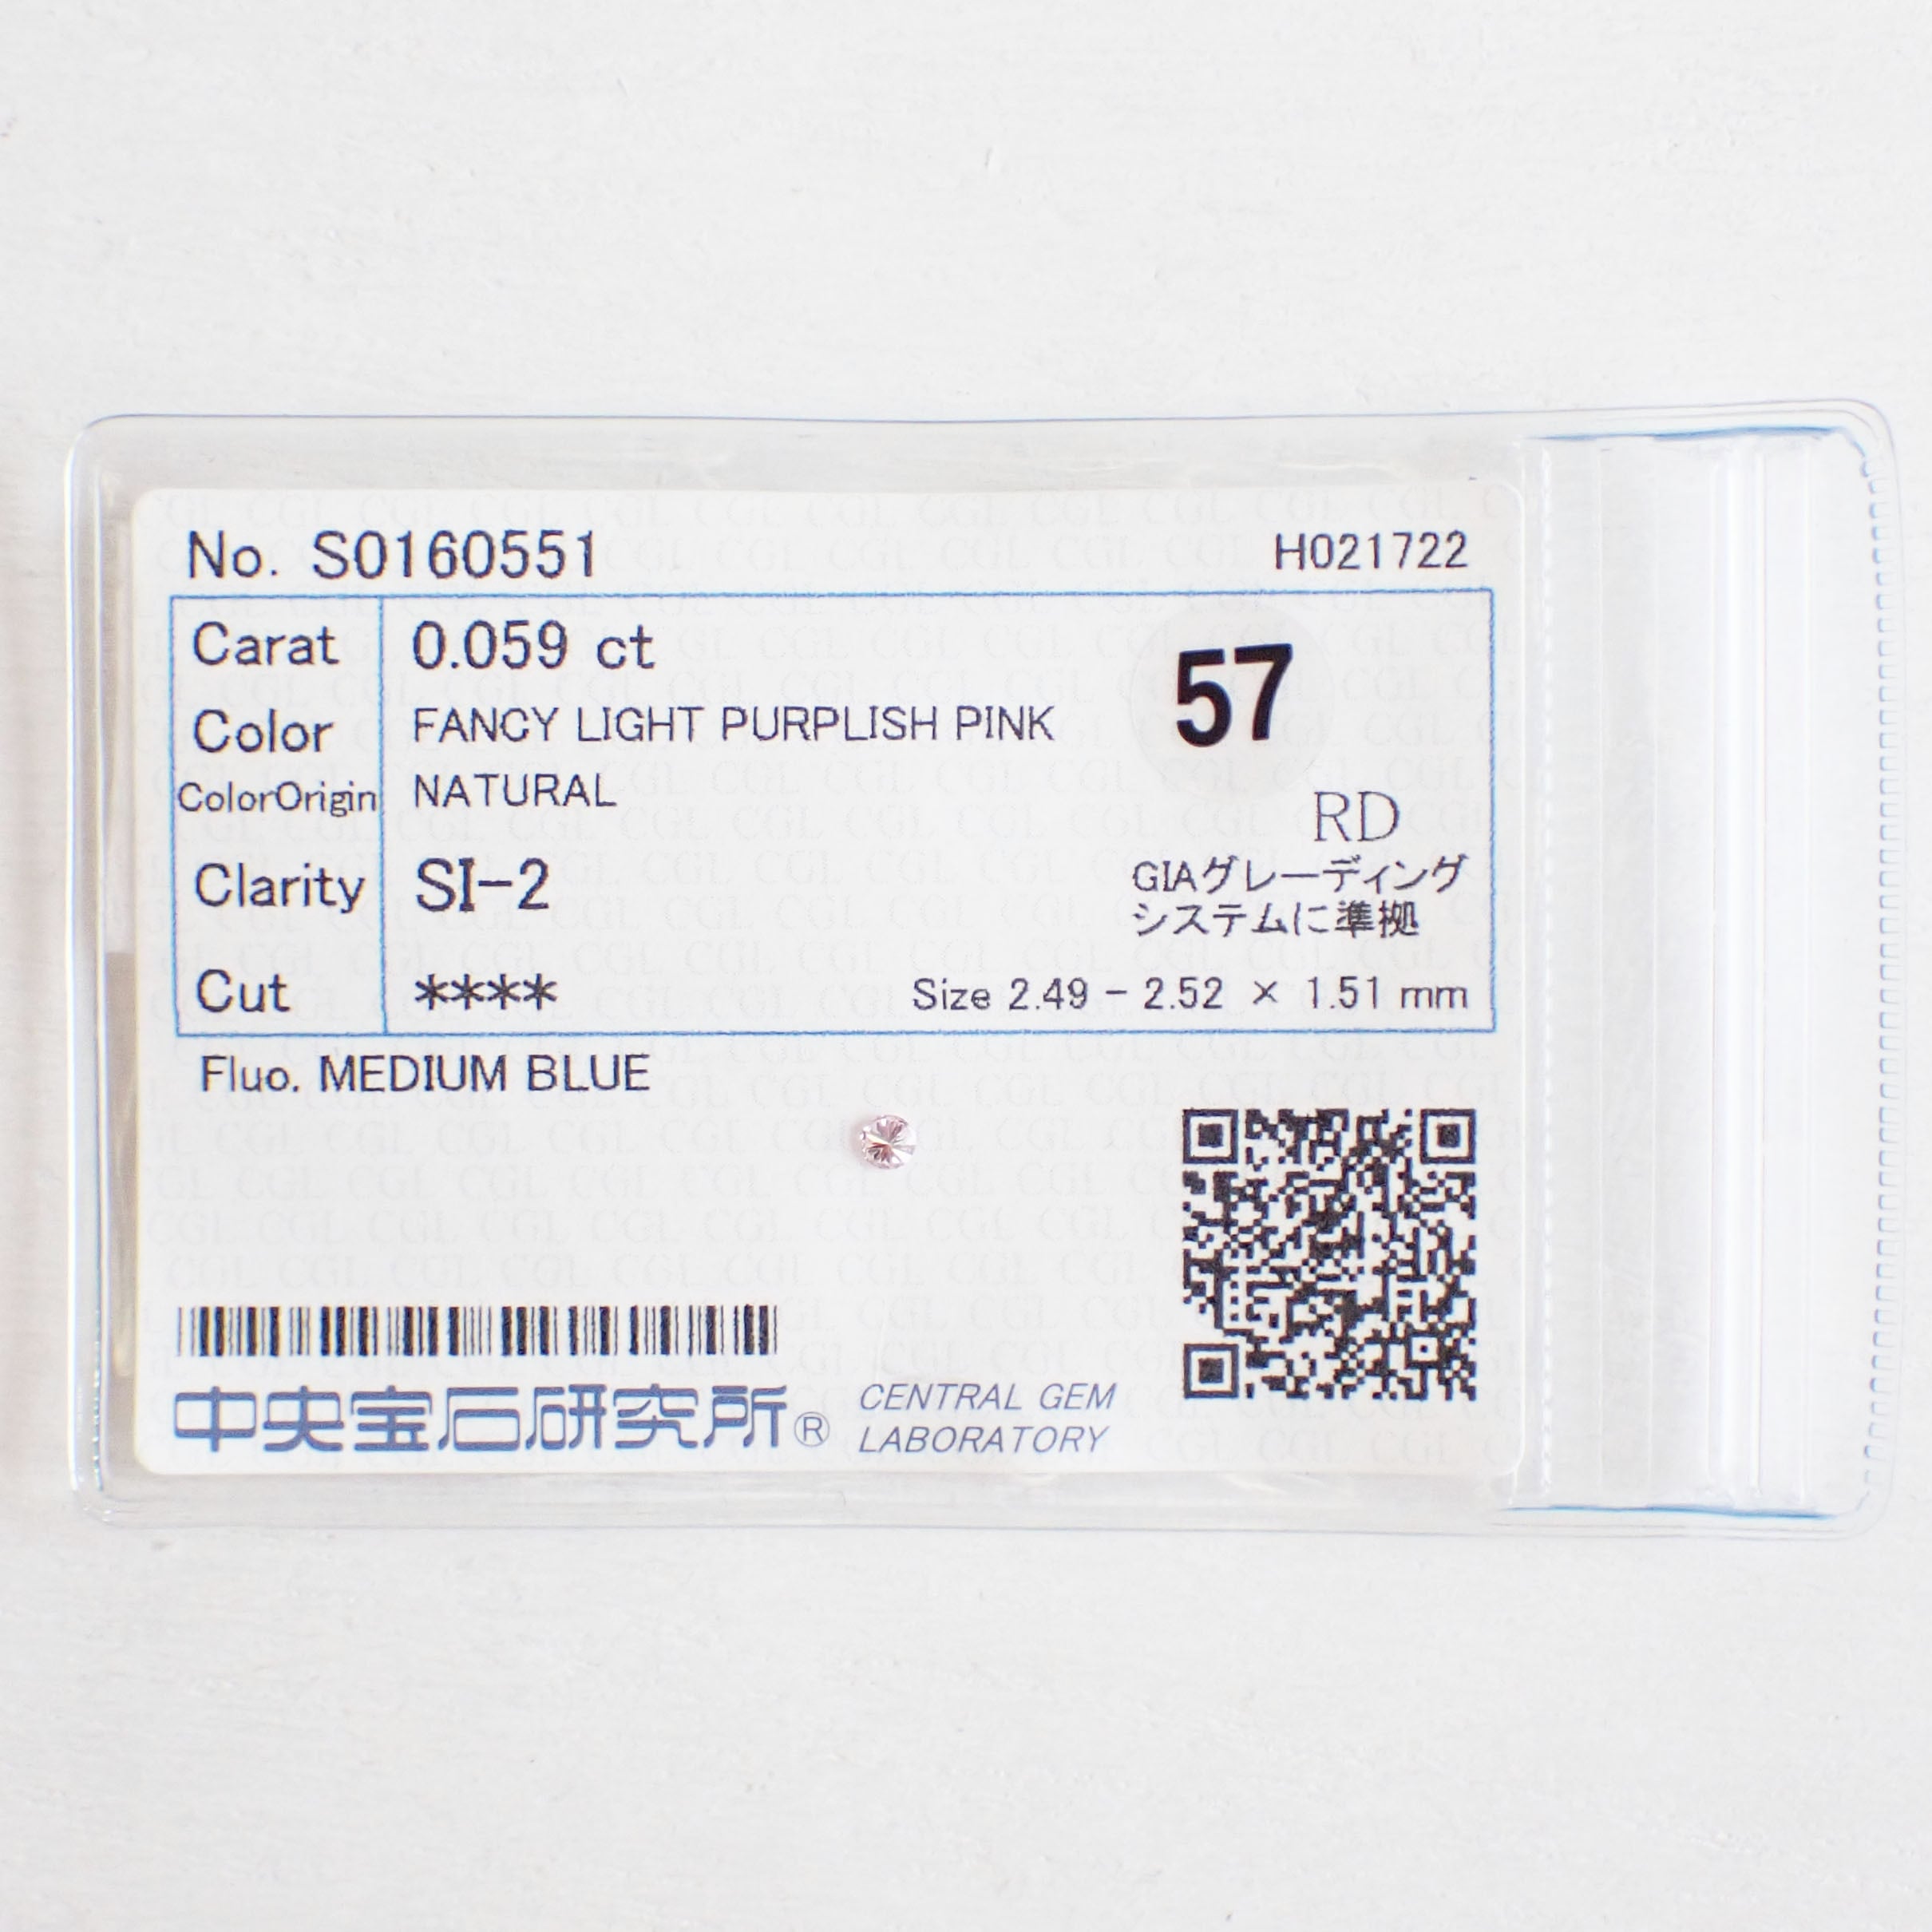 No. S0160551 H021722
Carat 0.059 ct
57
Color FANCY LIGHT PURPLISH PINK
ColorOrigin NATURAL
RD
Clarity SI-2
GIAグレーディング
システムに準拠
Cut **** Size 2.49 - 2.52 × 1.51 mm
Fluo. MEDIUM BLUE
中央宝石研究所® CENTRAL GEM
LABORATORY